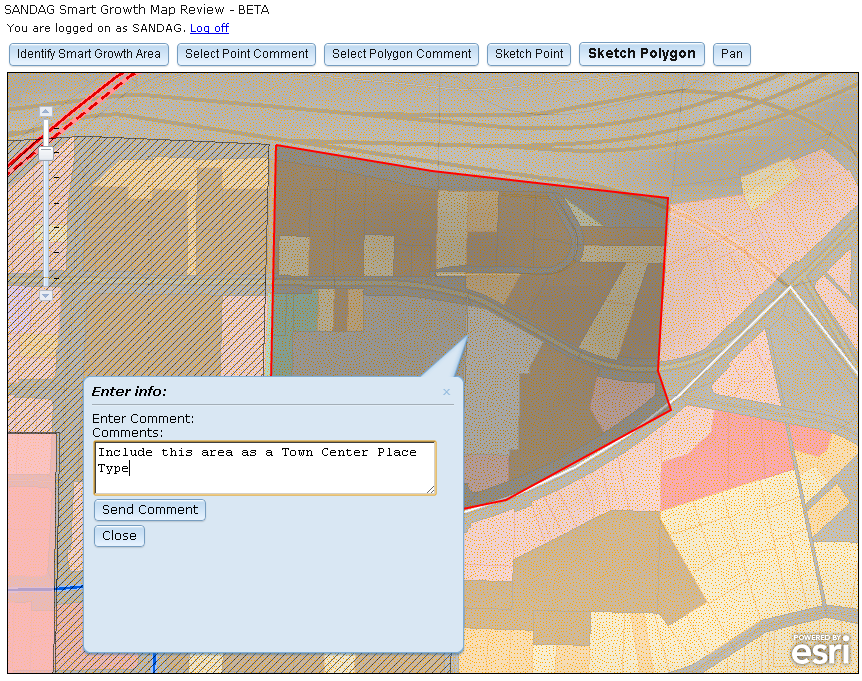 SANDAG Smart Growth Map Review - BETA
You are logged on as SANDAG. Log off
Identify Smart Growth Area Select Point Comment Select Polygon Comment Sketch Point Sketch Polygon Pan
Enter info: ×
Enter Comment:
Comments:
Include this area as a Town Center Place
Type
Send Comment
Close
POWERED BY
esri